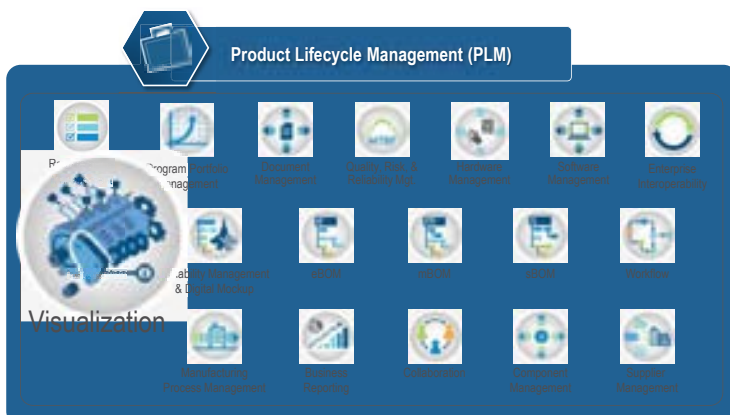 Product Lifecycle Management (PLM)
Program Portfolio
Management
Document
Management
Quality, Risk, &
Reliability Mgt.
Hardware
Management
Software
Management
Enterprise
Interoperability
Management
& Digital Mockup
eBOM
mBOM
sBOM
Workflow
Visualization
Manufacturing
Process Management
Business
Reporting
Collaboration
Component
Management
Supplier
Management